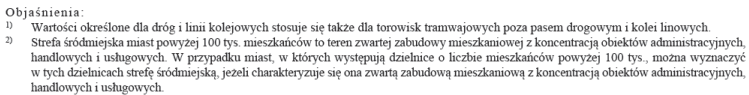 Objaśnienia:
1) Wartości określone dla dróg i linii kolejowych stosuje się także dla torowisk tramwajowych poza pasem drogowym i kolei linowych.
2) Strefa śródmiejska miast powyżej 100 tys. mieszkańców to teren zwartej zabudowy mieszkaniowej z koncentracją obiektów administracyjnych,
handlowych i usługowych. W przypadku miast, w których występują dzielnice o liczbie mieszkańców powyżej 100 tys., można wyznaczyć
w tych dzielnicach strefę śródmiejską, jeżeli charakteryzuje się ona zwartą zabudową mieszkaniową z koncentracją obiektów administracyjnych,
handlowych i usługowych.